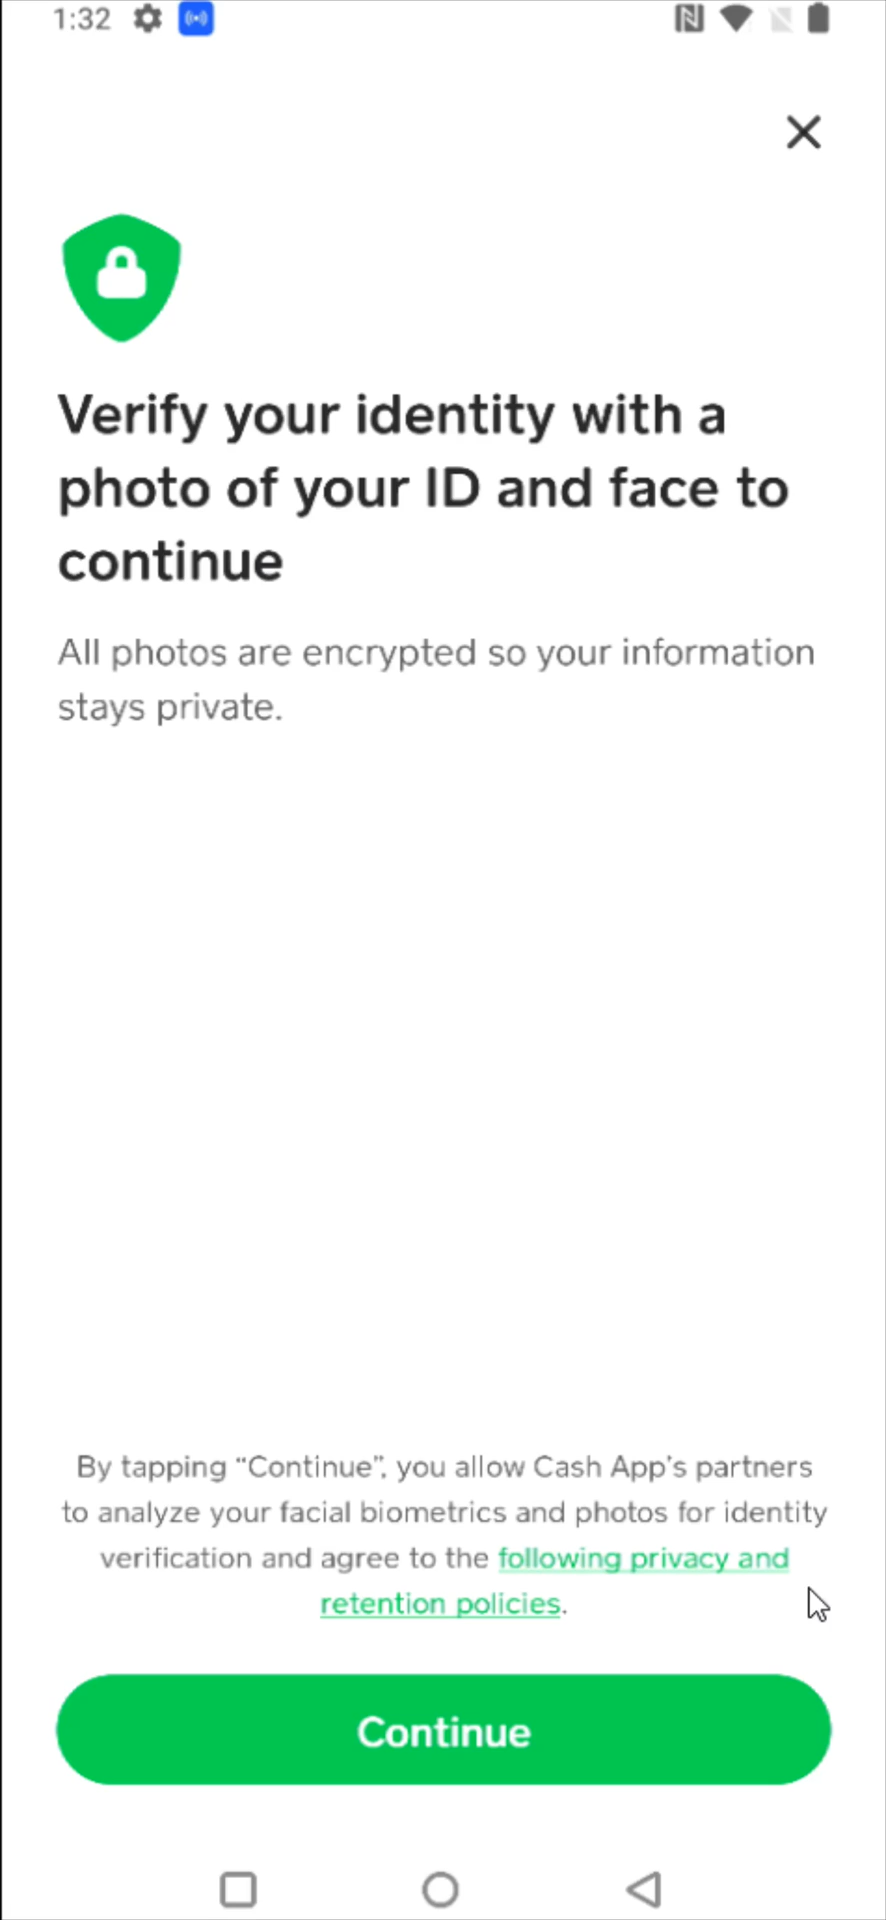 1:32
Verify your identity with a
photo of your ID and face to
continue
All photos are encrypted so your information
stays private.
By tapping “Continue”, you allow Cash App’s partners
to analyze your facial biometrics and photos for identity
verification and agree to the following privacy and
retention policies.
Continue